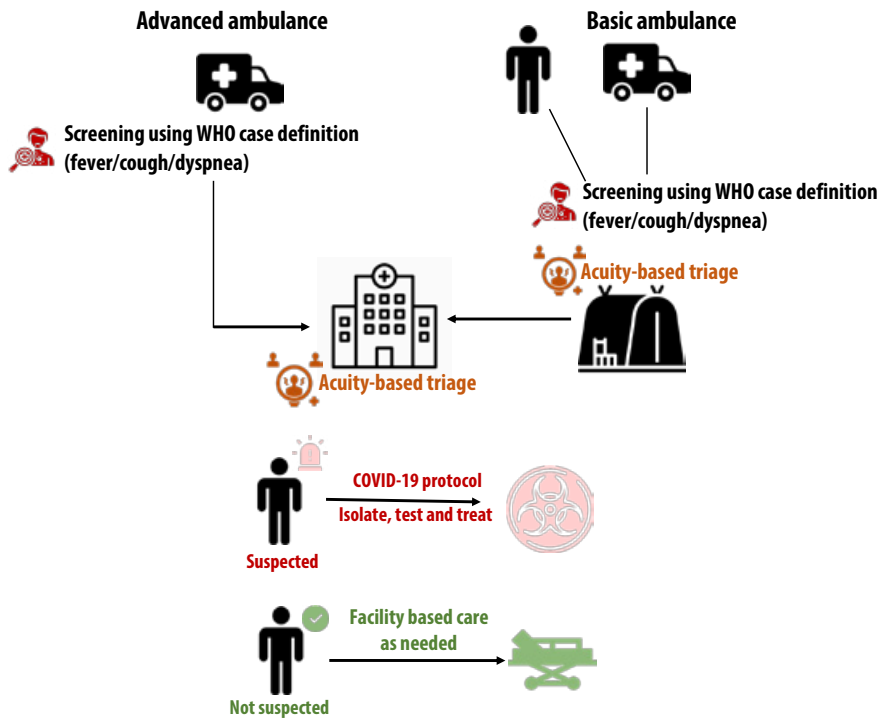 Advanced ambulance
Basic ambulance
Screening using WHO case definition
(fever/cough/dyspnea)
Screening using WHO case definition
(fever/cough/dyspnea)
Acuity-based triage
Acuity-based triage
COVID-19 protocol
Isolate, test and treat
Suspected
Facility based care
as needed
Not suspected